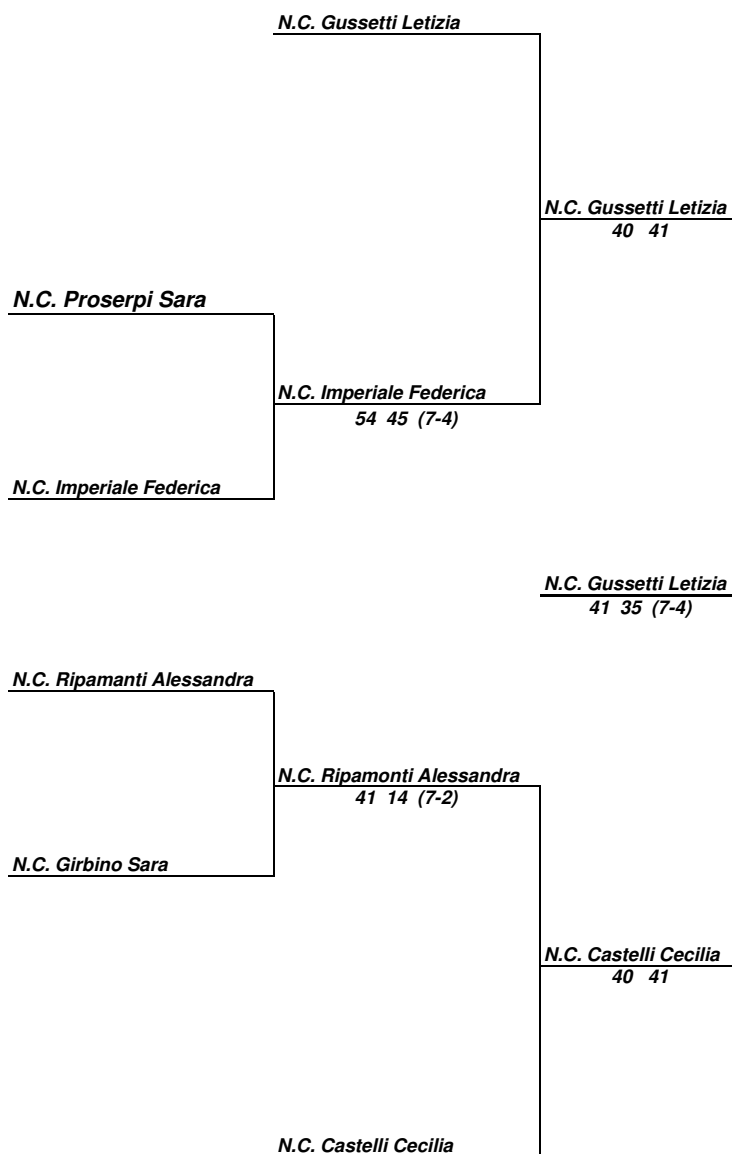 N.C. Gussetti Letizia
N.C. Gussetti Letizia
40 41
N.C. Proserpi Sara
N.C. Imperiale Federica
54 45 (7-4)
N.C. Imperiale Federica
N.C. Gussetti Letizia
41 35 (7-4)
N.C. Ripamanti Alessandra
N.C. Ripamonti Alessandra
41 14 (7-2)
N.C. Girbino Sara
N.C. Castelli Cecilia
40 41
N.C. Castelli Cecilia